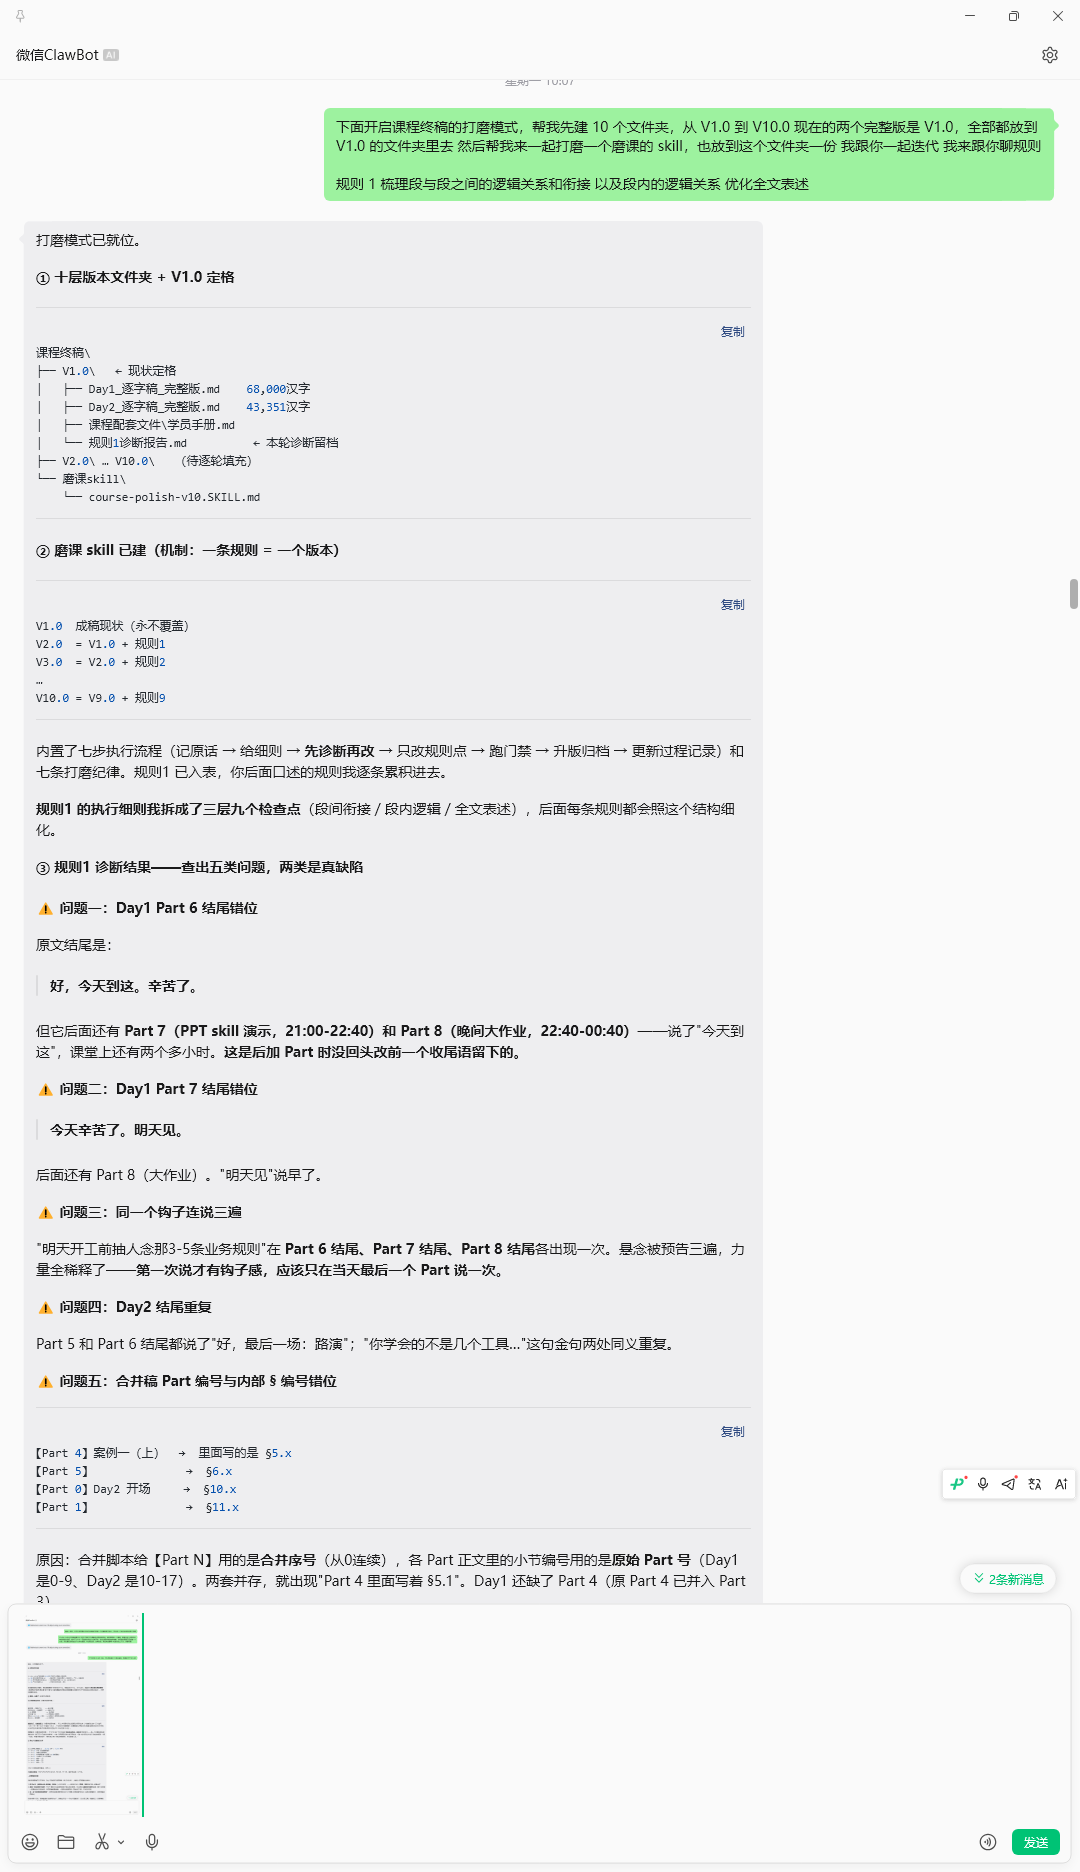 微信ClawBot AI
星期一 10:07
下面开启课程终稿的打磨模式，帮我先建 10 个文件夹，从 V1.0 到 V10.0 现在的两个完整版是 V1.0，全部都放到
V1.0 的文件夹里去 然后帮我来一起打磨一个磨课的 skill，也放到这个文件夹一份 我跟你一起迭代 我来跟你聊规则
规则 1 梳理段与段之间的逻辑关系和衔接 以及段内的逻辑关系 优化全文表述
打磨模式已就位。
① 十层版本文件夹 + V1.0 定格
复制
课程终稿\
├── V1.0\   ← 现状定格
│   ├── Day1_逐字稿_完整版.md    68,000汉字
│   ├── Day2_逐字稿_完整版.md    43,351汉字
│   ├── 课程配套文件\学员手册.md
│   └── 规则1诊断报告.md          ← 本轮诊断留档
├── V2.0\ … V10.0\   （待逐轮填充）
└── 磨课skill\
    └── course-polish-v10.SKILL.md
② 磨课 skill 已建（机制：一条规则 = 一个版本）
复制
V1.0  成稿现状（永不覆盖）
V2.0  = V1.0 + 规则1
V3.0  = V2.0 + 规则2
…
V10.0 = V9.0 + 规则9
内置了七步执行流程（记原话 → 给细则 → 先诊断再改 → 只改规则点 → 跑门禁 → 升版归档 → 更新过程记录）和
七条打磨纪律。规则1 已入表，你后面口述的规则我逐条累积进去。
规则1 的执行细则我拆成了三层九个检查点（段间衔接 / 段内逻辑 / 全文表述），后面每条规则都会照这个结构细
化。
③ 规则1 诊断结果——查出五类问题，两类是真缺陷
⚠️ 问题一：Day1 Part 6 结尾错位
原文结尾是：
好，今天到这。辛苦了。
但它后面还有 Part 7（PPT skill 演示，21:00-22:40）和 Part 8（晚间大作业，22:40-00:40）——说了"今天到
这"，课堂上还有两个多小时。这是后加 Part 时没回头改前一个收尾语留下的。
⚠️ 问题二：Day1 Part 7 结尾错位
今天辛苦了。明天见。
后面还有 Part 8（大作业）。"明天见"说早了。
⚠️ 问题三：同一个钩子连说三遍
"明天开工前抽人念那3-5条业务规则"在 Part 6 结尾、Part 7 结尾、Part 8 结尾各出现一次。悬念被预告三遍，力
量全稀释了——第一次说才有钩子感，应该只在当天最后一个 Part 说一次。
⚠️ 问题四：Day2 结尾重复
Part 5 和 Part 6 结尾都说了"好，最后一场：路演"；"你学会的不是几个工具…"这句金句两处同义重复。
⚠️ 问题五：合并稿 Part 编号与内部 § 编号错位
复制
【Part 4】案例一（上）  →  里面写的是 §5.x
【Part 5】              →  §6.x
【Part 0】Day2 开场     →  §10.x
【Part 1】              →  §11.x
原因：合并脚本给【Part N】用的是合并序号（从0连续），各 Part 正文里的小节编号用的是原始 Part 号（Day1
是0-9、Day2 是10-17）。两套并存，就出现"Part 4 里面写着 §5.1"。Day1 还缺了 Part 4（原 Part 4 已并入 Part
3）
2条新消息
发送